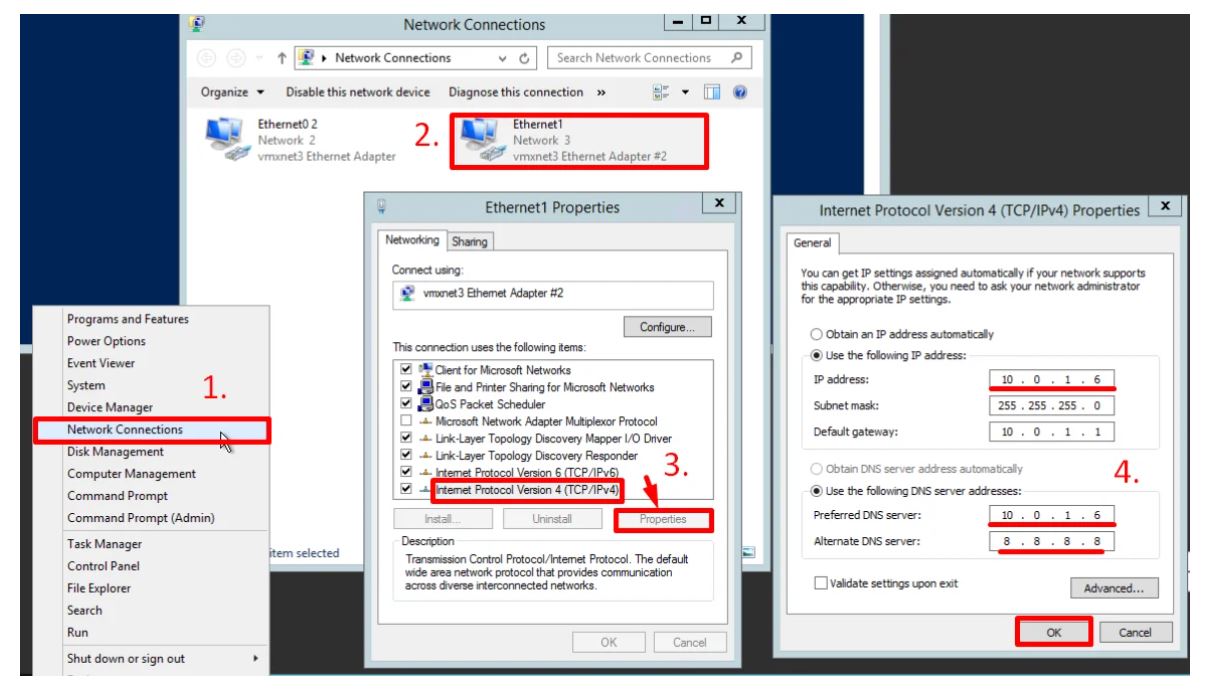 Network Connections
Network Connections
Search Network Connections
Organize
Disable this network device
Diagnose this connection
»
Ethernet0 2
Network 2
vmxnet3 Ethernet Adapter
2.
Ethernet1
Network 3
vmxnet3 Ethernet Adapter #2
item selected
1.
Programs and Features
Power Options
Event Viewer
System
Device Manager
Network Connections
Disk Management
Computer Management
Command Prompt
Command Prompt (Admin)
Task Manager
Control Panel
File Explorer
Search
Run
Shut down or sign out
Ethernet1 Properties
x
Networking
Sharing
Connect using:
vmxnet3 Ethernet Adapter #2
Configure...
This connection uses the following items:
Client for Microsoft Networks
File and Printer Sharing for Microsoft Networks
QoS Packet Scheduler
Microsoft Network Adapter Multiplexor Protocol
Link-Layer Topology Discovery Mapper I/O Driver
Link-Layer Topology Discovery Responder
Internet Protocol Version 6 (TCP/IPv6)
Internet Protocol Version 4 (TCP/IPv4)
3.
Install...
Uninstall
Properties
Description
Transmission Control Protocol/Internet Protocol. The default
wide area network protocol that provides communication
across diverse interconnected networks.
OK
Cancel
Internet Protocol Version 4 (TCP/IPv4) Properties
x
General
You can get IP settings assigned automatically if your network supports
this capability. Otherwise, you need to ask your network administrator
for the appropriate IP settings.
Obtain an IP address automatically
Use the following IP address:
IP address: 10 . 0 . 1 . 6
Subnet mask: 255 . 255 . 255 . 0
Default gateway: 10 . 0 . 1 . 1
Obtain DNS server address automatically
4.
Use the following DNS server addresses:
Preferred DNS server: 10 . 0 . 1 . 6
Alternate DNS server: 8 . 8 . 8 . 8
Validate settings upon exit
Advanced...
OK
Cancel